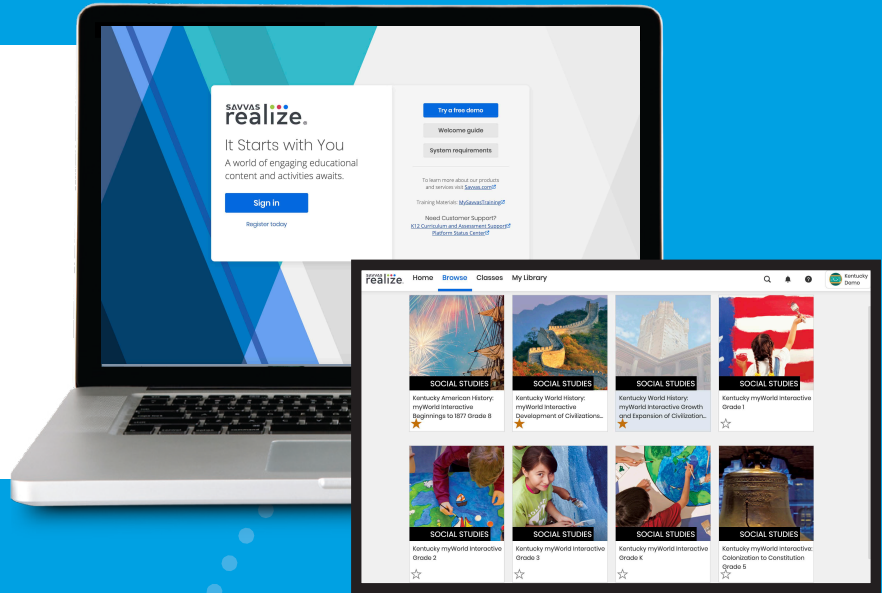 SAVVAS
realize.
It Starts with You
A world of engaging educational
content and activities awaits.
Sign in
Register today
Try a free demo
Welcome guide
System requirements
To learn more about our products
and services visit Savvas.com
Training Materials: MySavvasTraining
Need Customer Support?
K12 Curriculum and Assessment Support
Platform Status Center
SAVVAS
realize.
Home Browse Classes My Library
Kentucky
Demo
SOCIAL STUDIES
Kentucky American History:
myWorld Interactive
Beginnings to 1877 Grade 8
SOCIAL STUDIES
Kentucky World History:
myWorld Interactive
Development of Civilizations...
SOCIAL STUDIES
Kentucky World History:
myWorld Interactive Growth
and Expansion of Civilization...
SOCIAL STUDIES
Kentucky myWorld Interactive
Grade 1
SOCIAL STUDIES
Kentucky myWorld Interactive
Grade 2
SOCIAL STUDIES
Kentucky myWorld Interactive
Grade 3
SOCIAL STUDIES
Kentucky myWorld Interactive
Grade K
SOCIAL STUDIES
Kentucky myWorld Interactive:
Colonization to Constitution
Grade 5